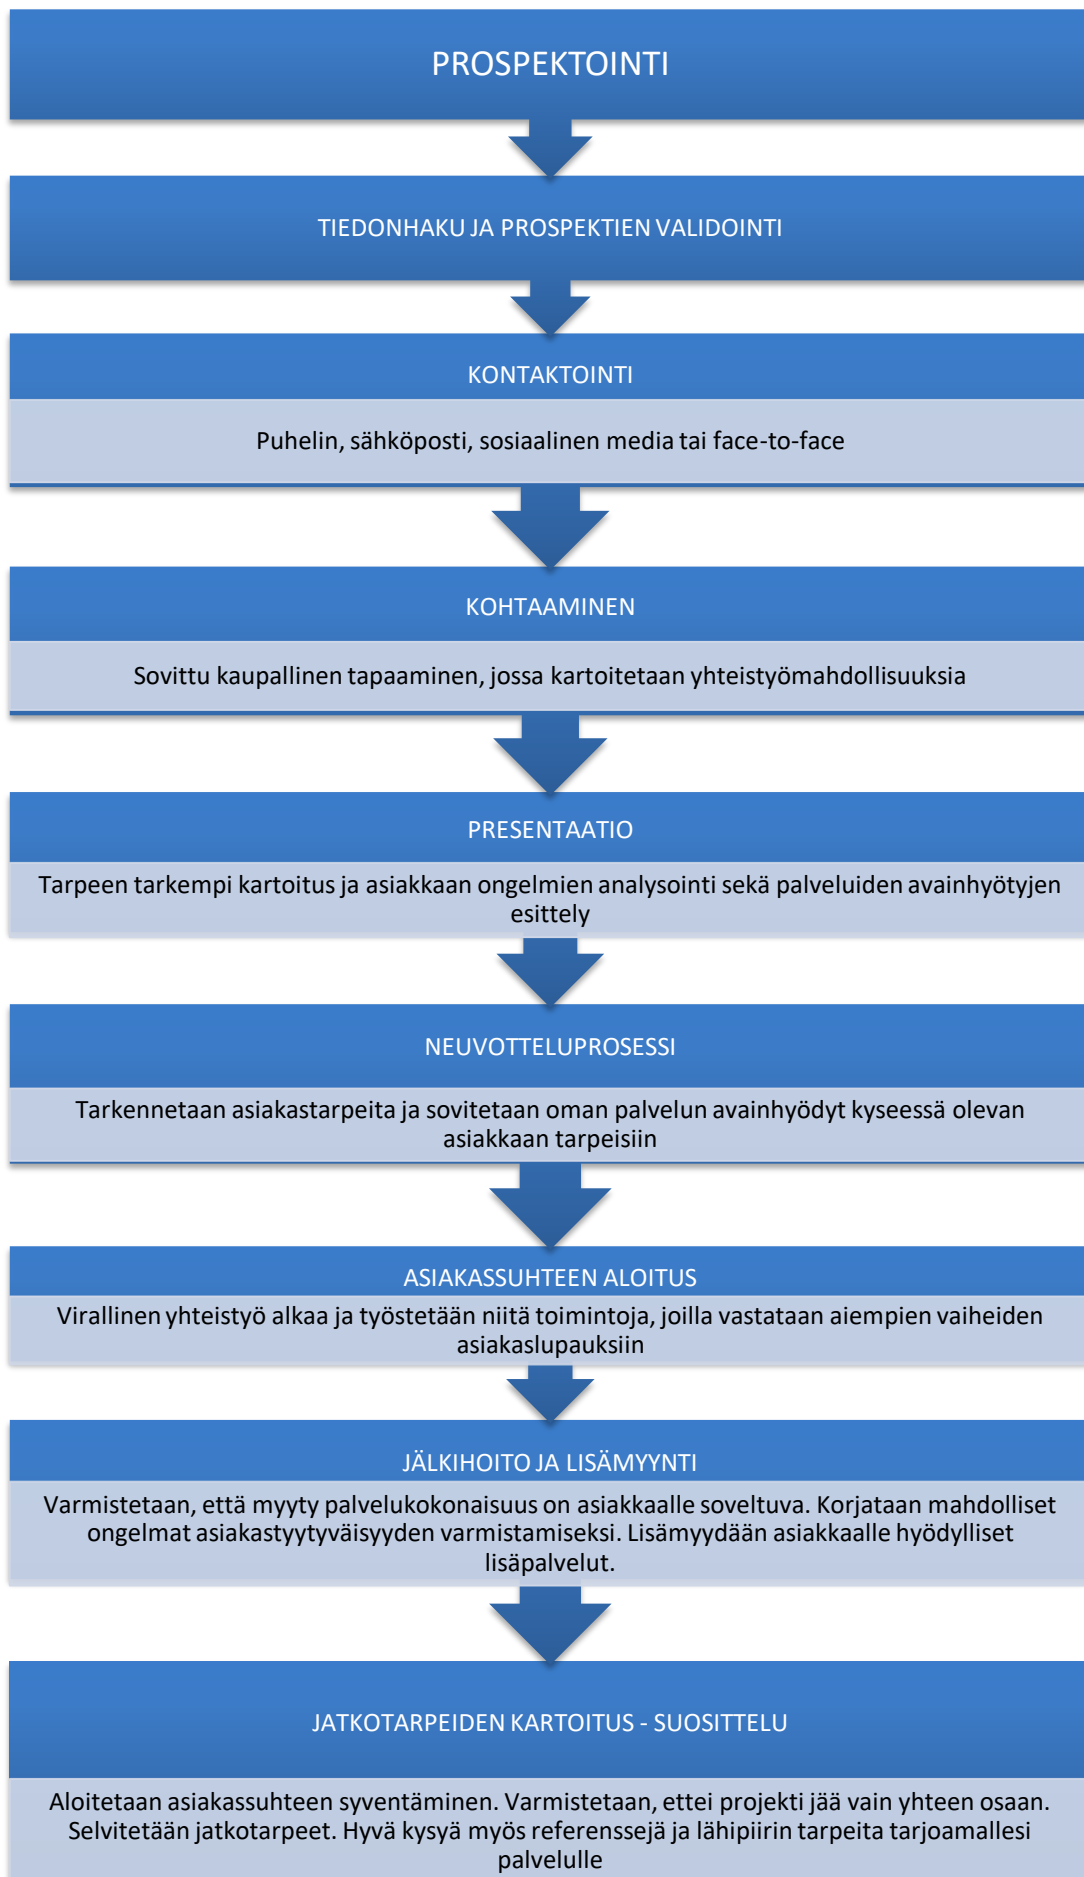 PROSPEKTOINTI
TIEDONHAKU JA PROSPEKTIEN VALIDOINTI
KONTAKTOINTI
Puhelin, sähköposti, sosiaalinen media tai face-to-face
KOHTAAMINEN
Sovittu kaupallinen tapaaminen, jossa kartoitetaan yhteistyömahdollisuuksia
PRESENTAATIO
Tarpeen tarkempi kartoitus ja asiakkaan ongelmien analysointi sekä palveluiden avainhyötyjen
esittely
NEUVOTTELUPROSESSI
Tarkennetaan asiakastarpeita ja sovitetaan oman palvelun avainhyödyt kyseessä olevan
asiakkaan tarpeisiin
ASIAKASSUHTEEN ALOITUS
Virallinen yhteistyö alkaa ja työstetään niitä toimintoja, joilla vastataan aiempien vaiheiden
asiakaslupauksiin
JÄLKIHOITO JA LISÄMYYNTI
Varmistetaan, että myyty palvelukokonaisuus on asiakkaalle soveltuva. Korjataan mahdolliset
ongelmat asiakastyytyväisyyden varmistamiseksi. Lisämyydään asiakkaalle hyödylliset
lisäpalvelut.
JATKOTARPEIDEN KARTOITUS - SUOSITTELU
Aloitetaan asiakassuhteen syventäminen. Varmistetaan, ettei projekti jää vain yhteen osaan.
Selvitetään jatkotarpeet. Hyvä kysyä myös referenssejä ja lähipiirin tarpeita tarjoamallesi
palvelulle